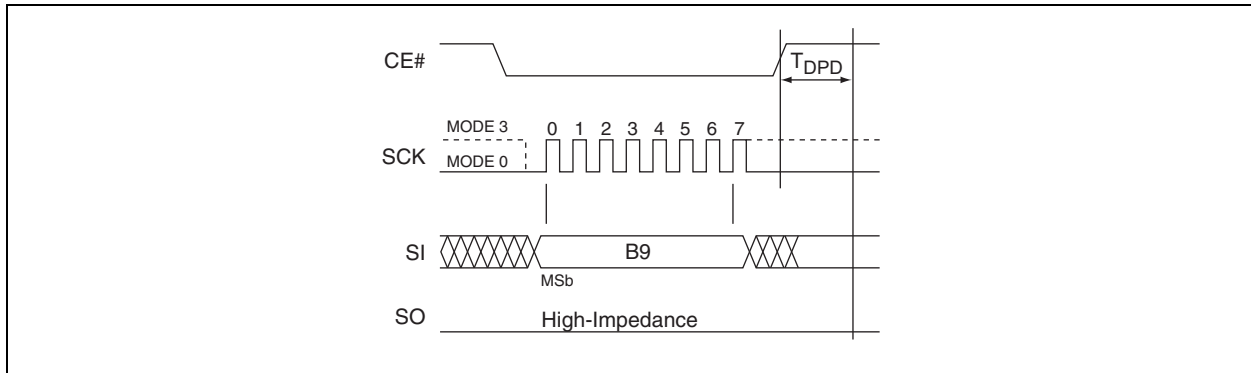 CE#
TDPD
MODE 3
0 1 2 3 4 5 6 7
SCK
MODE 0
SI
B9
MSb
SO
High-Impedance